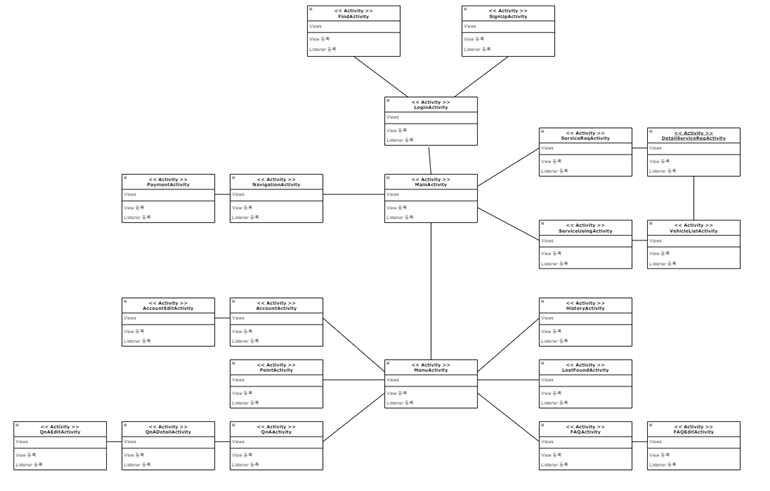 << Activity >>
FindActivity
Views
View 등록
Listener 등록
<< Activity >>
SignUpActivity
Views
View 등록
Listener 등록
<< Activity >>
LoginActivity
Views
View 등록
Listener 등록
<< Activity >>
ServiceReqActivity
Views
View 등록
Listener 등록
<< Activity >>
DetailServiceReqActivity
Views
View 등록
Listener 등록
<< Activity >>
PaymentActivity
Views
View 등록
Listener 등록
<< Activity >>
NavigationActivity
Views
View 등록
Listener 등록
<< Activity >>
MainActivity
Views
View 등록
Listener 등록
<< Activity >>
ServiceUsingActivity
Views
View 등록
Listener 등록
<< Activity >>
VehicleListActivity
Views
View 등록
Listener 등록
<< Activity >>
AccountEditActivity
Views
View 등록
Listener 등록
<< Activity >>
AccountActivity
Views
View 등록
Listener 등록
<< Activity >>
HistoryActivity
Views
View 등록
Listener 등록
<< Activity >>
PointActivity
Views
View 등록
Listener 등록
<< Activity >>
MenuActivity
Views
View 등록
Listener 등록
<< Activity >>
LostFoundActivity
Views
View 등록
Listener 등록
<< Activity >>
QnAEditActivity
Views
View 등록
Listener 등록
<< Activity >>
QnADetailActivity
Views
View 등록
Listener 등록
<< Activity >>
QnAActivity
Views
View 등록
Listener 등록
<< Activity >>
FAQActivity
Views
View 등록
Listener 등록
<< Activity >>
FAQEditActivity
Views
View 등록
Listener 등록